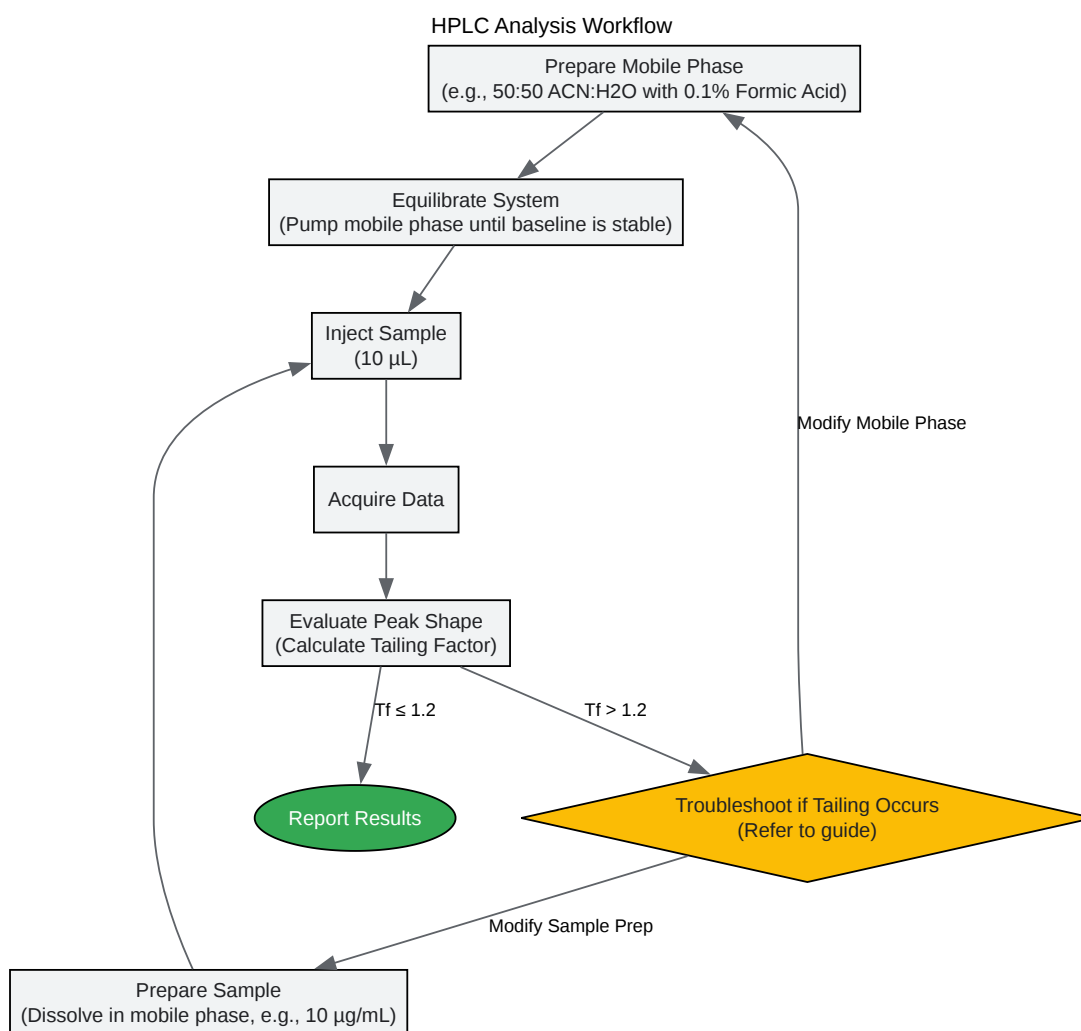 HPLC Analysis Workflow
Prepare Mobile Phase
(e.g., 50:50 ACN:H2O with 0.1% Formic Acid)
Equilibrate System
(Pump mobile phase until baseline is stable)
Inject Sample
(10 µL)
Modify Mobile Phase
Acquire Data
Evaluate Peak Shape
(Calculate Tailing Factor)
Tf ≤ 1.2
Tf > 1.2
Report Results
Troubleshoot if Tailing Occurs
(Refer to guide)
Modify Sample Prep
Prepare Sample
(Dissolve in mobile phase, e.g., 10 µg/mL)